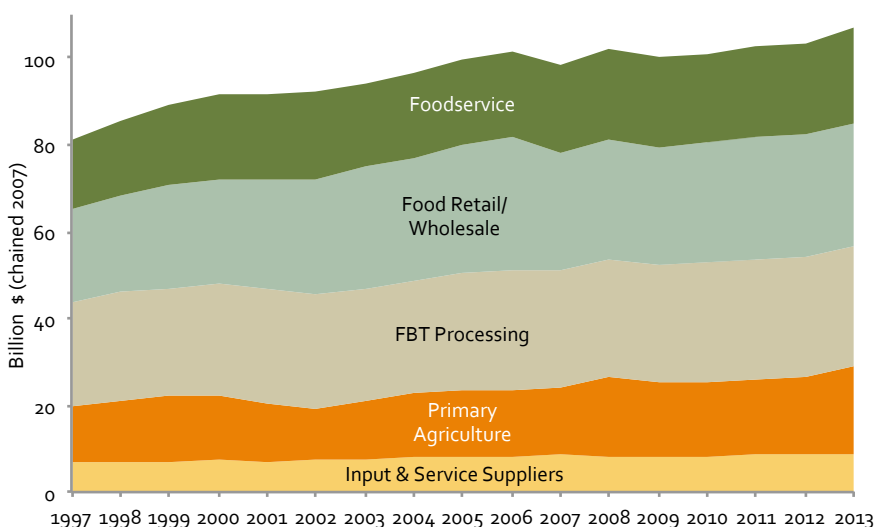 100
80
60
40
20
0
Billion $ (chained 2007)
Foodservice
Food Retail/
Wholesale
FBT Processing
Primary
Agriculture
Input & Service Suppliers
1997 1998 1999 2000 2001 2002 2003 2004 2005 2006 2007 2008 2009 2010 2011 2012 2013